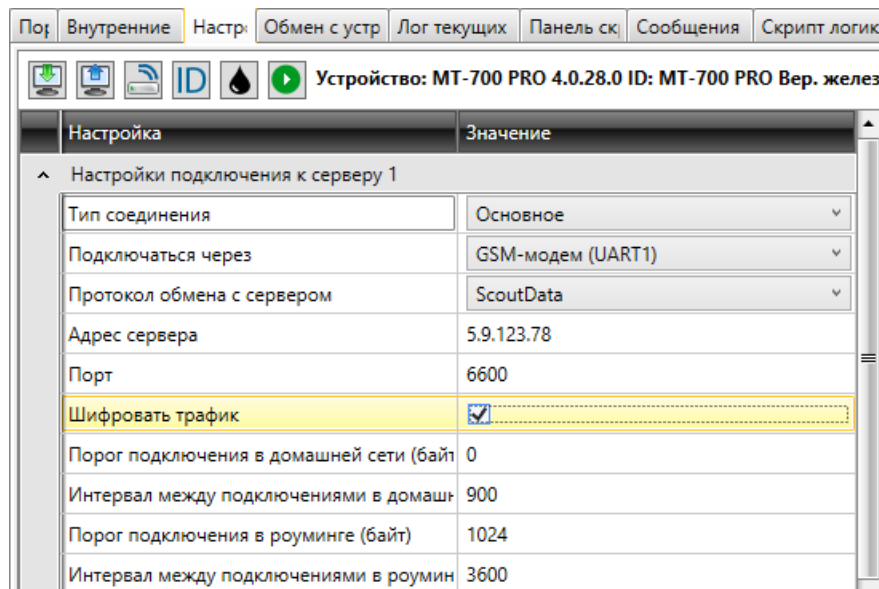 Пор Внутренние Настр Обмен с устр Лог текущих Панель ск Сообщения Скрипт логик
ID Устройство: МТ-700 PRO 4.0.28.0 ID: МТ-700 PRO Вер. желез
Настройка Значение
Настройки подключения к серверу 1
Тип соединения Основное
Подключаться через GSM-модем (UART1)
Протокол обмена с сервером ScoutData
Адрес сервера 5.9.123.78
Порт 6600
Шифровать трафик
Порог подключения в домашней сети (байт 0
Интервал между подключениями в домашн 900
Порог подключения в роуминге (байт) 1024
Интервал между подключениями в роумин 3600